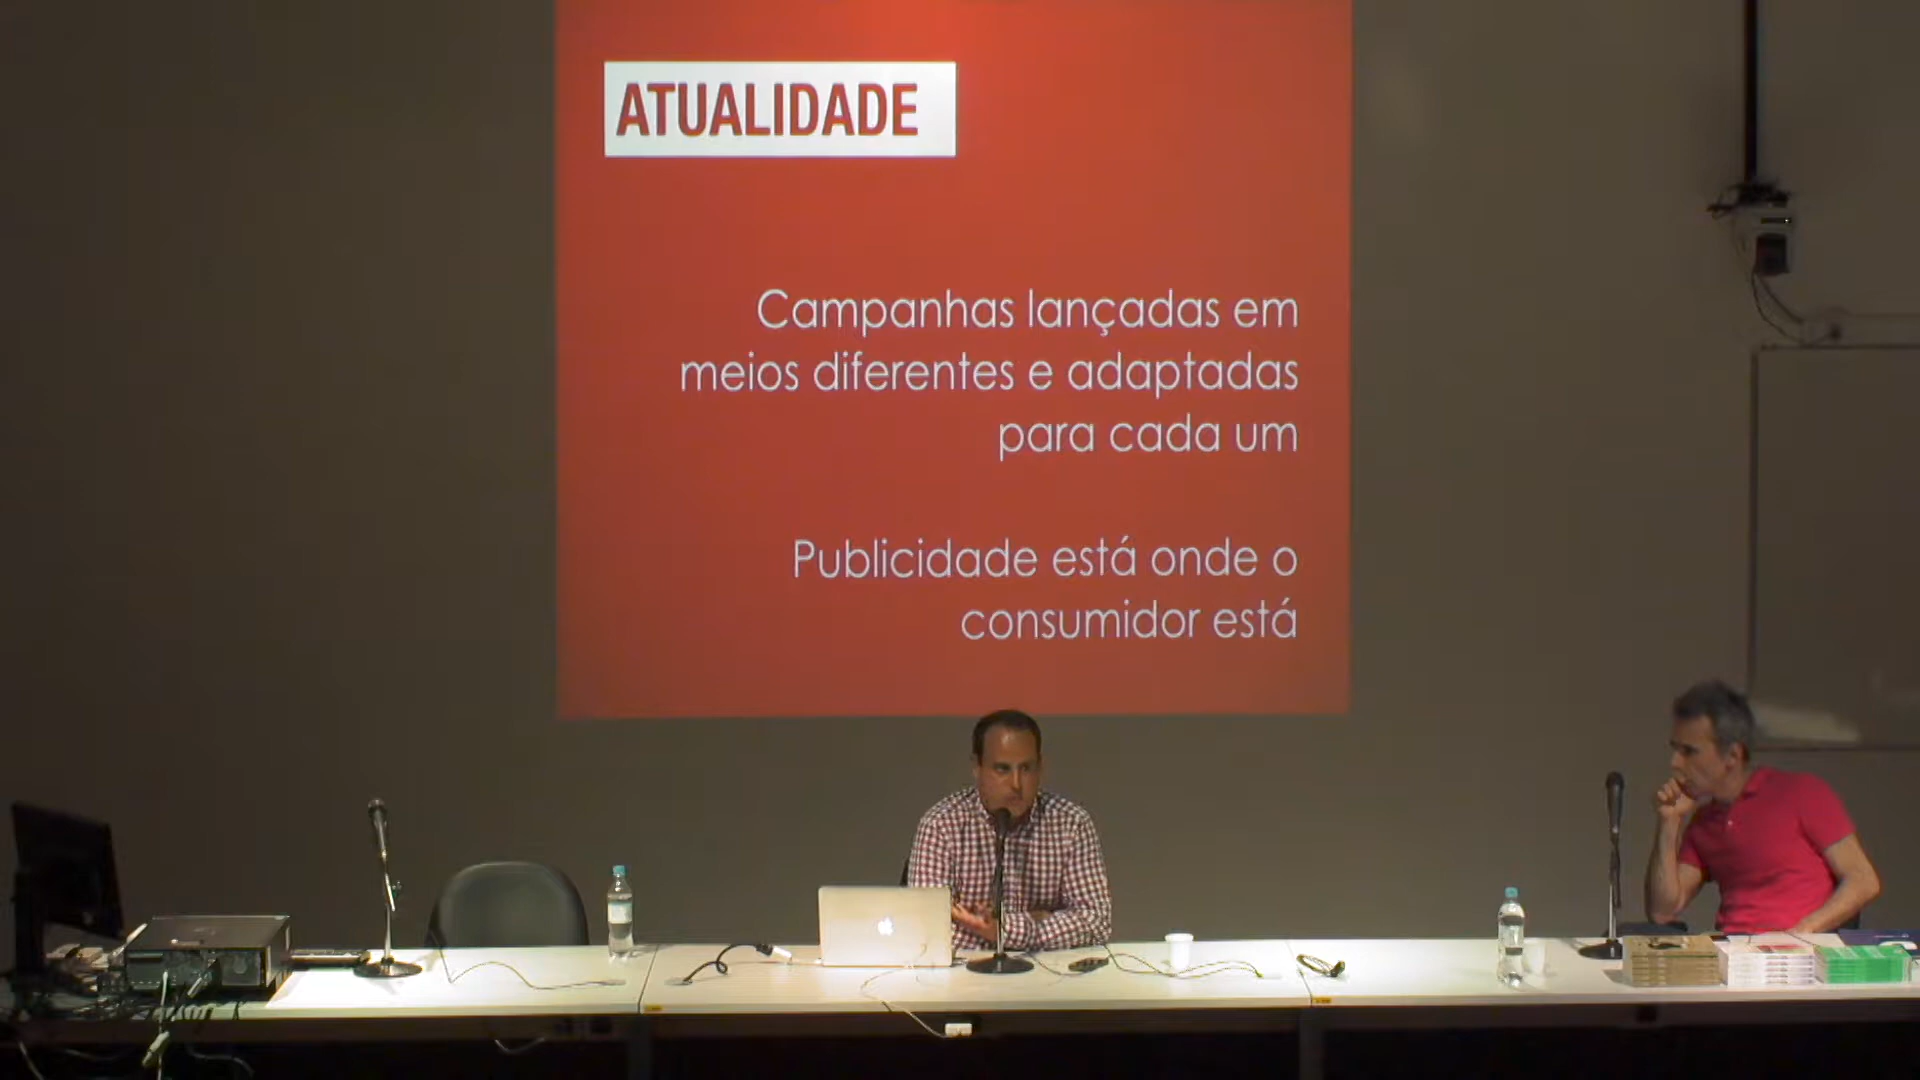 ATUALIDADE
Campanhas lançadas em
meios diferentes e adaptadas
para cada um
Publicidade está onde o
consumidor está